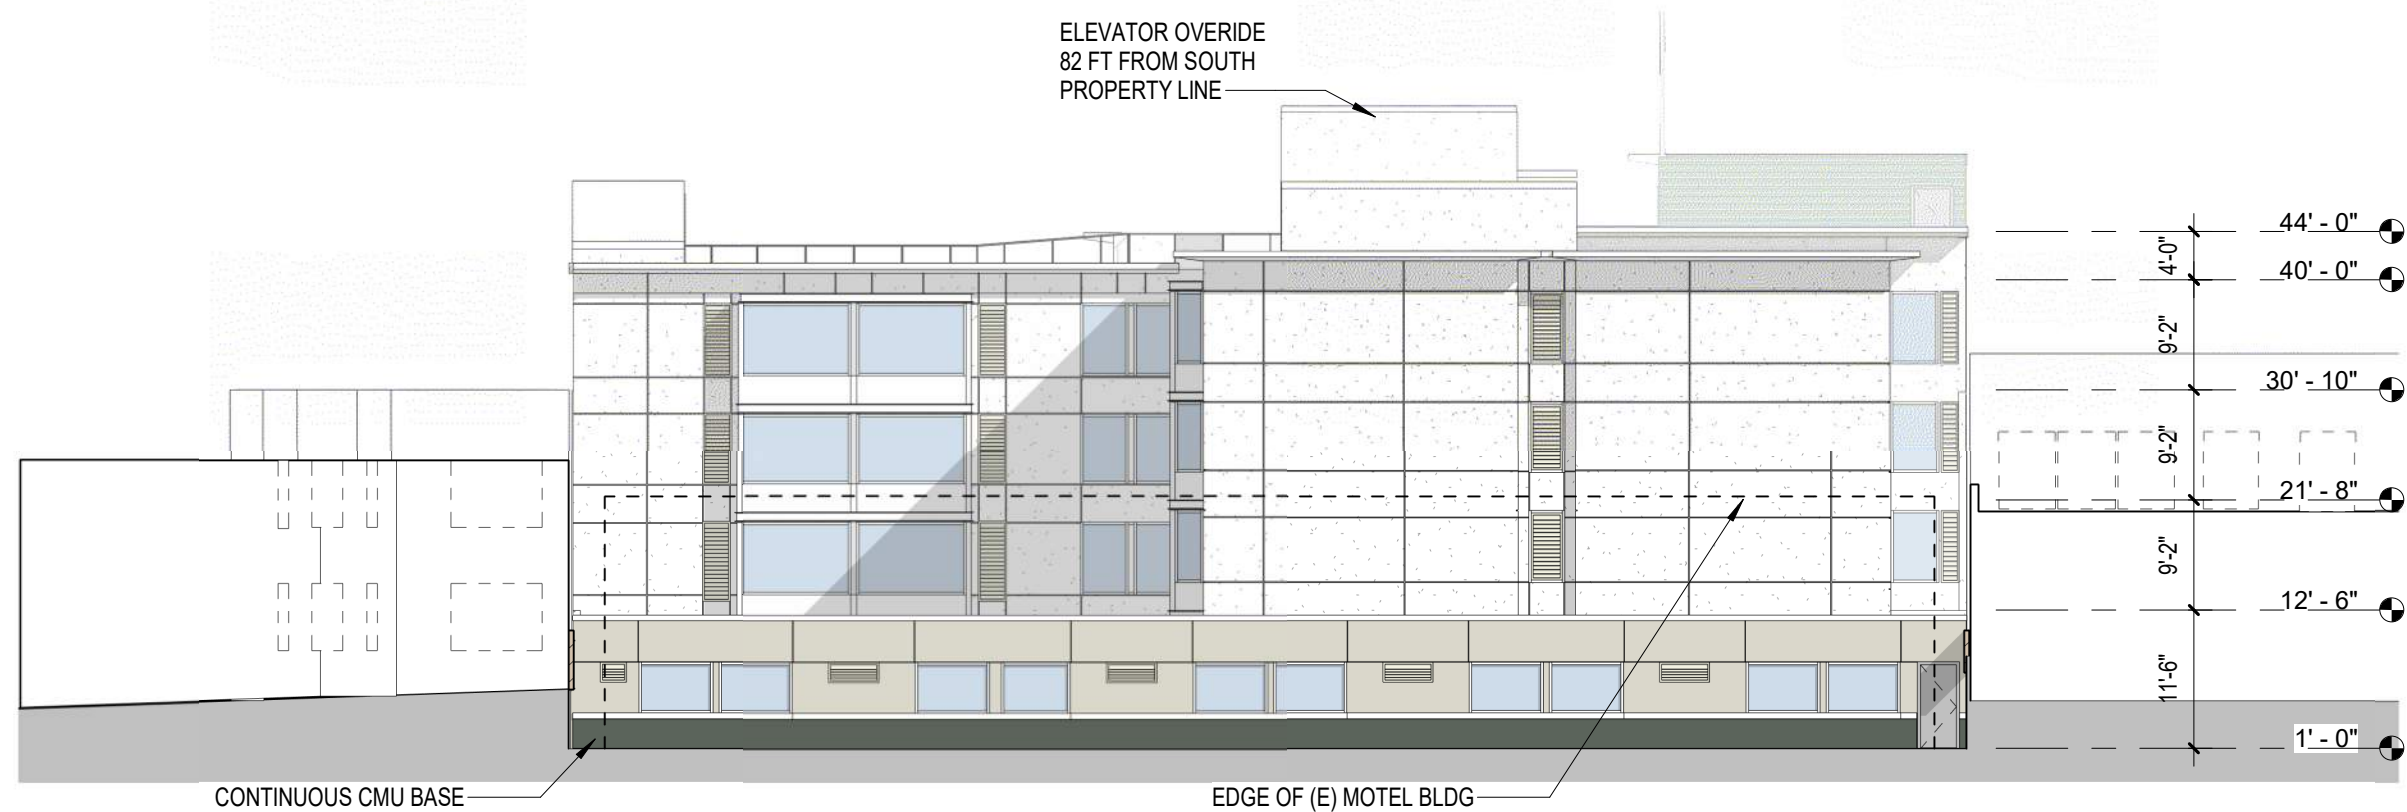 ELEVATOR OVERIDE
82 FT FROM SOUTH
PROPERTY LINE
44' - 0"
4'-0"
40' - 0"
9'-2"
30' - 10"
9'-2"
21' - 8"
9'-2"
12' - 6"
11'-6"
1' - 0"
CONTINUOUS CMU BASE
EDGE OF (E) MOTEL BLDG